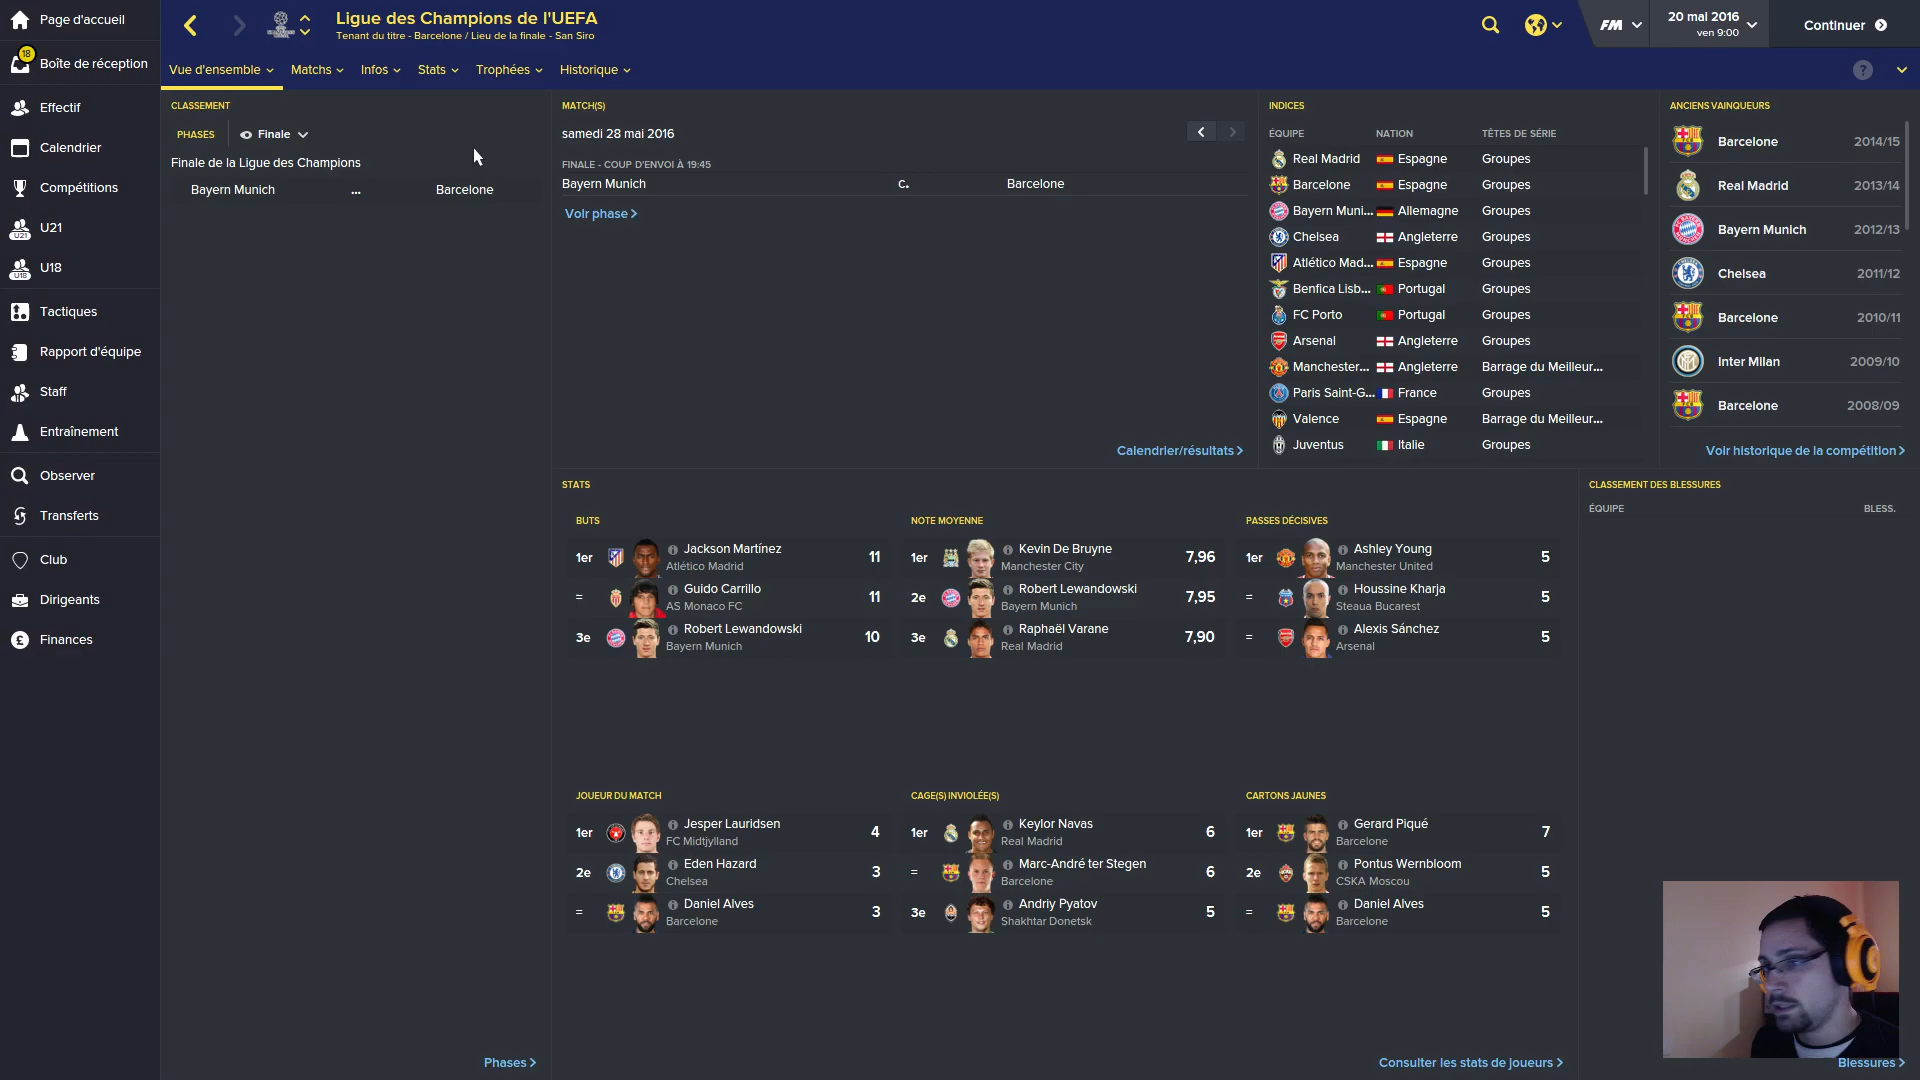 Page d'accueil
18
Boîte de réception
Effectif
Calendrier
Compétitions
U21
U21
U18
U18
Tactiques
Rapport d'équipe
Staff
Entraînement
Observer
Transferts
Club
Dirigeants
Finances
Ligue des Champions de l'UEFA
Tenant du titre - Barcelone / Lieu de la finale - San Siro
FM
20 mai 2016
ven 9:00
Continuer
Vue d'ensemble
Matchs
Infos
Stats
Trophées
Historique
?
CLASSEMENT
PHASES
Finale
Finale de la Ligue des Champions
Bayern Munich ... Barcelone
Phases
MATCH(S)
samedi 28 mai 2016
FINALE - COUP D'ENVOI À 19:45
Bayern Munich c. Barcelone
Voir phase
Calendrier/résultats
INDICES
ÉQUIPE NATION TÊTES DE SÉRIE
Real Madrid Espagne Groupes
Barcelone Espagne Groupes
Bayern Muni... Allemagne Groupes
Chelsea Angleterre Groupes
Atlético Mad... Espagne Groupes
Benfica Lisb... Portugal Groupes
FC Porto Portugal Groupes
Arsenal Angleterre Groupes
Manchester... Angleterre Barrage du Meilleur...
Paris Saint-G... France Groupes
Valence Espagne Barrage du Meilleur...
Juventus Italie Groupes
ANCIENS VAINQUEURS
Barcelone 2014/15
Real Madrid 2013/14
Bayern Munich 2012/13
Chelsea 2011/12
Barcelone 2010/11
Inter Milan 2009/10
Barcelone 2008/09
Voir historique de la compétition
STATS
BUTS
1er Jackson Martínez 11
Atlético Madrid
= Guido Carrillo 11
AS Monaco FC
3e Robert Lewandowski 10
Bayern Munich
NOTE MOYENNE
1er Kevin De Bruyne 7,96
Manchester City
2e Robert Lewandowski 7,95
Bayern Munich
3e Raphaël Varane 7,90
Real Madrid
PASSES DÉCISIVES
1er Ashley Young 5
Manchester United
= Houssine Kharja 5
Steaua Bucarest
= Alexis Sánchez 5
Arsenal
JOUEUR DU MATCH
1er Jesper Lauridsen 4
FC Midtjylland
2e Eden Hazard 3
Chelsea
= Daniel Alves 3
Barcelone
CAGE(S) INVIOLÉE(S)
1er Keylor Navas 6
Real Madrid
= Marc-André ter Stegen 6
Barcelone
3e Andriy Pyatov 5
Shakhtar Donetsk
CARTONS JAUNES
1er Gerard Piqué 7
Barcelone
2e Pontus Wernbloom 5
CSKA Moscou
= Daniel Alves 5
Barcelone
Consulter les stats de joueurs
CLASSEMENT DES BLESSURES
ÉQUIPE BLESS.
Blessures